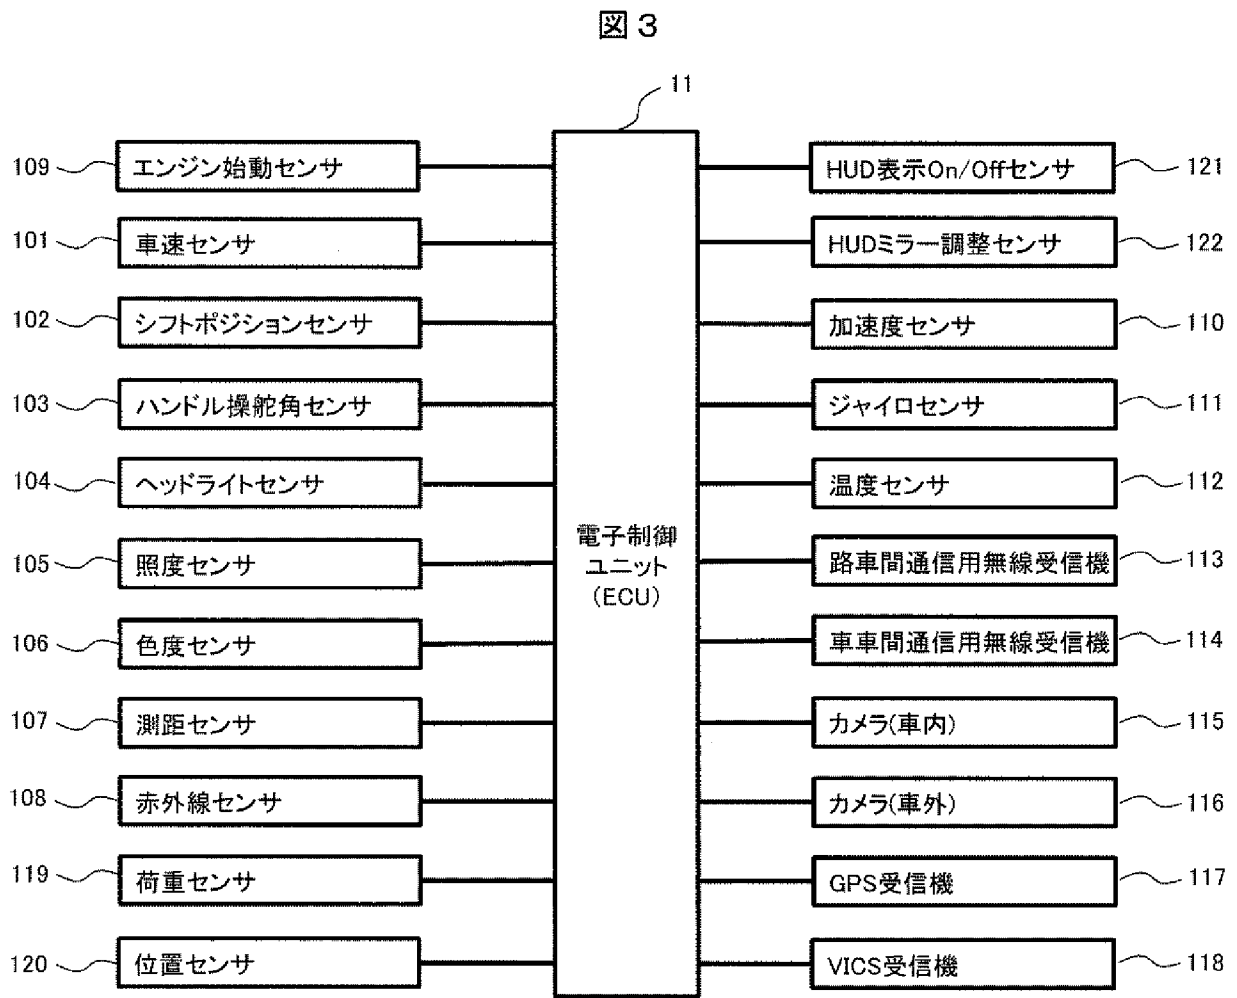 図3
11
109 エンジン始動センサ
101 車速センサ
102 シフトポジションセンサ
103 ハンドル操舵角センサ
104 ヘッドライトセンサ
105 照度センサ
106 色度センサ
107 測距センサ
108 赤外線センサ
119 荷重センサ
120 位置センサ
電子制御
ユニット
(ECU)
HUD表示On/Offセンサ 121
HUDミラー調整センサ 122
加速度センサ 110
ジャイロセンサ 111
温度センサ 112
路車間通信用無線受信機 113
車車間通信用無線受信機 114
カメラ(車内) 115
カメラ(車外) 116
GPS受信機 117
VICS受信機 118